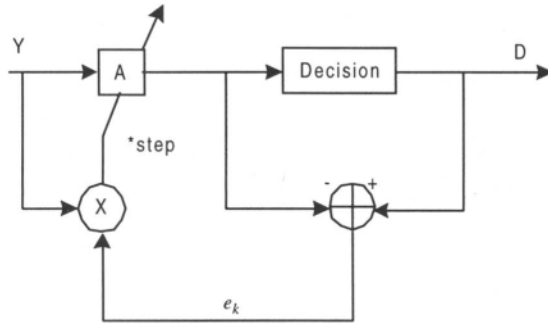 Y
A
Decision
D
*step
X
- +
e_k